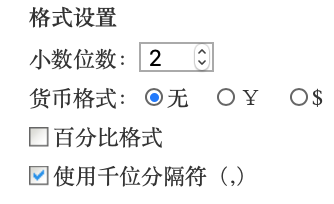 格式设置
小数位数： 2
货币格式： 无 ￥ $
百分比格式
使用千位分隔符（,）